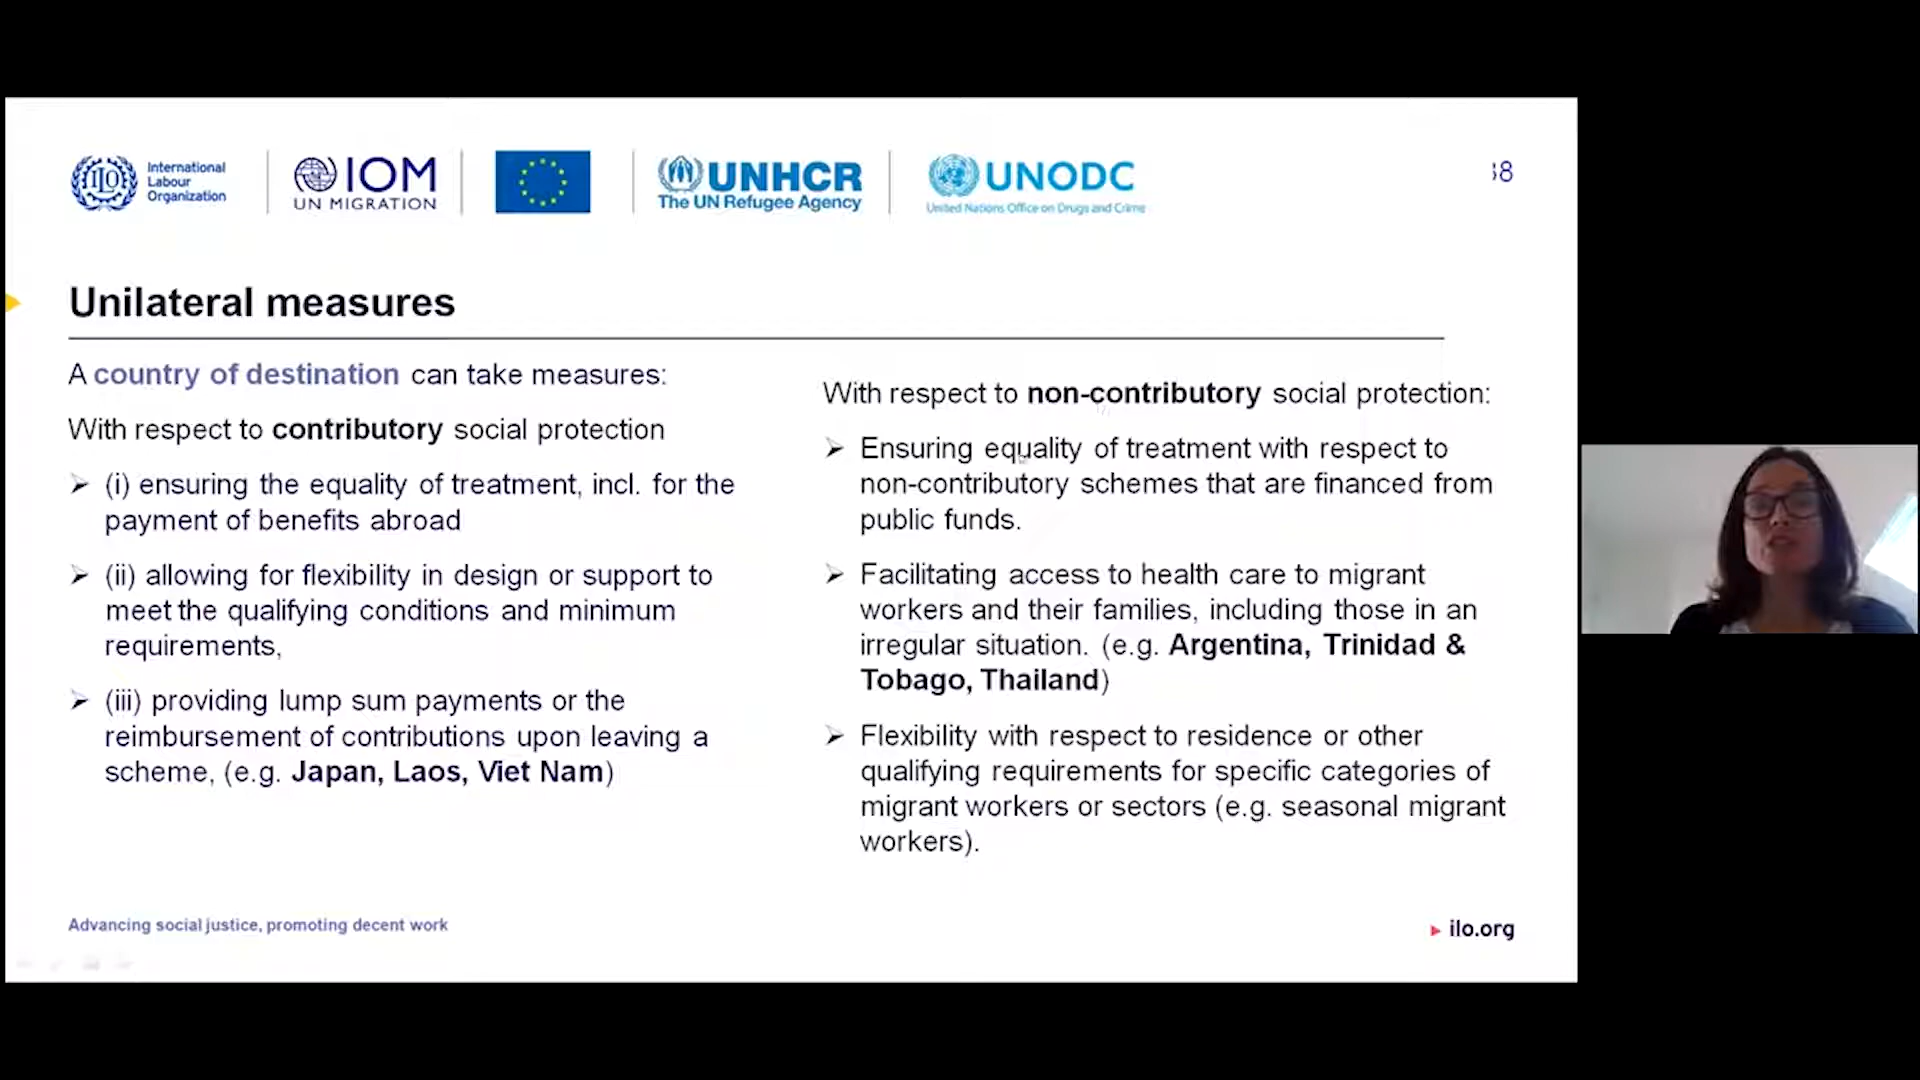 International
Labour
Organization
ILO
IOM
UN MIGRATION
UNHCR
The UN Refugee Agency
UNODC
United Nations Office on Drugs and Crime
Unilateral measures
A country of destination can take measures:
With respect to contributory social protection
(i) ensuring the equality of treatment, incl. for the
payment of benefits abroad
(ii) allowing for flexibility in design or support to
meet the qualifying conditions and minimum
requirements,
(iii) providing lump sum payments or the
reimbursement of contributions upon leaving a
scheme, (e.g. Japan, Laos, Viet Nam)
With respect to non-contributory social protection:
Ensuring equality of treatment with respect to
non-contributory schemes that are financed from
public funds.
Facilitating access to health care to migrant
workers and their families, including those in an
irregular situation. (e.g. Argentina, Trinidad &
Tobago, Thailand)
Flexibility with respect to residence or other
qualifying requirements for specific categories of
migrant workers or sectors (e.g. seasonal migrant
workers).
Advancing social justice, promoting decent work
ilo.org